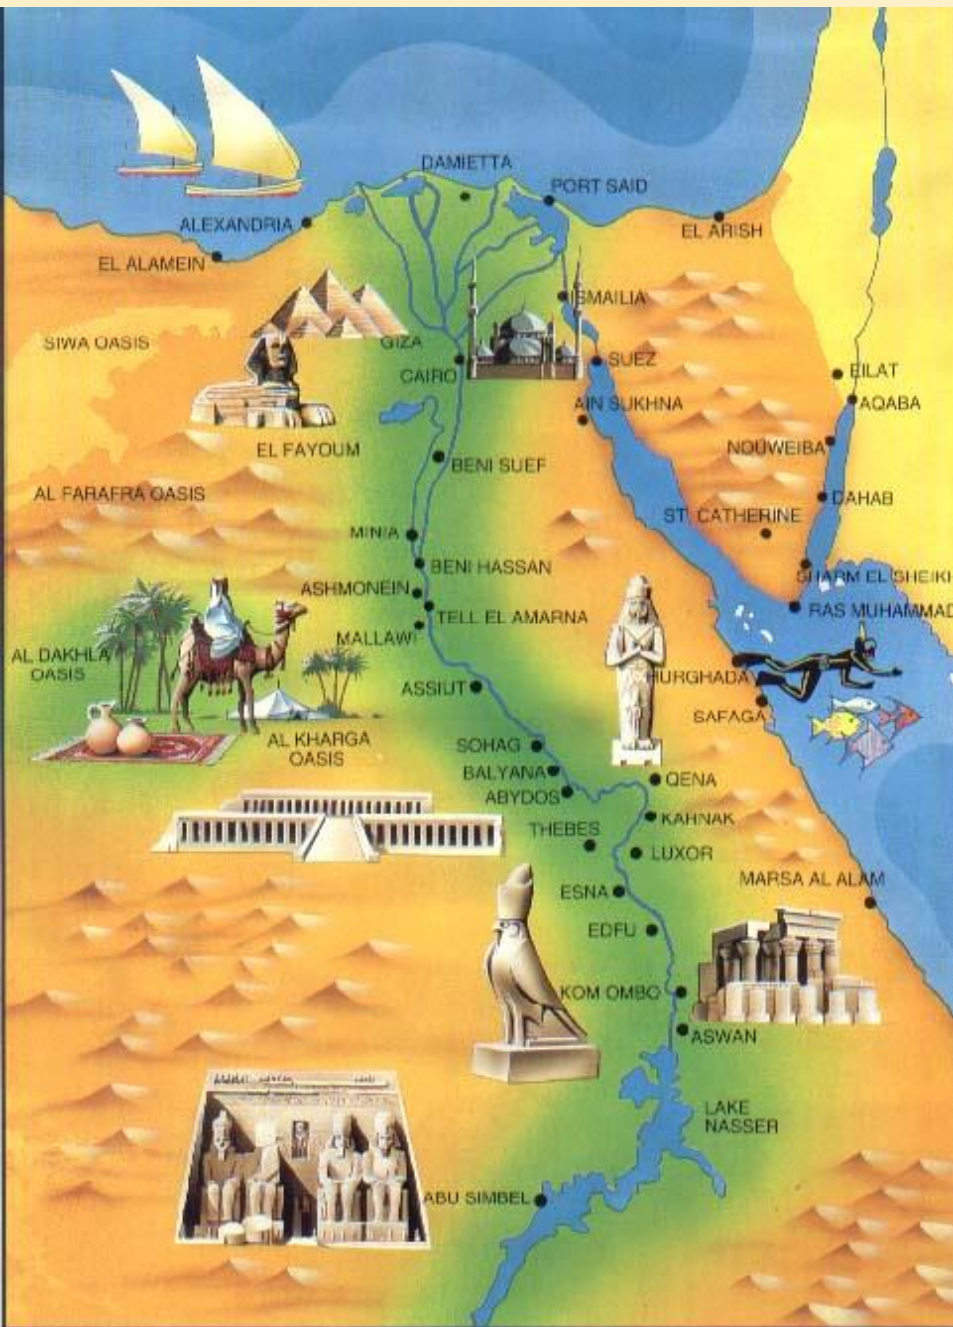 DAMIETTA
PORT SAID
ALEXANDRIA
EL ARISH
EL ALAMEIN
ISMAILIA
SIWA OASIS
GIZA
SUEZ
CAIRO
EILAT
AIN SUKHNA
AQABA
EL FAYOUM
NOUWEIBA
BENI SUEF
AL FARAFRA OASIS
DAHAB
ST. CATHERINE
MINIA
BENI HASSAN
SHARM EL SHEIKH
ASHMONEIN
RAS MUHAMMAD
TELL EL AMARNA
MALLAWI
AL DAKHLA
OASIS
HURGHADA
ASSIUT
SAFAGA
AL KHARGA
OASIS
SOHAG
BALYANA
QENA
ABYDOS
KARNAK
THEBES
LUXOR
MARSA AL ALAM
ESNA
EDFU
KOM OMBO
ASWAN
LAKE
NASSER
ABU SIMBEL